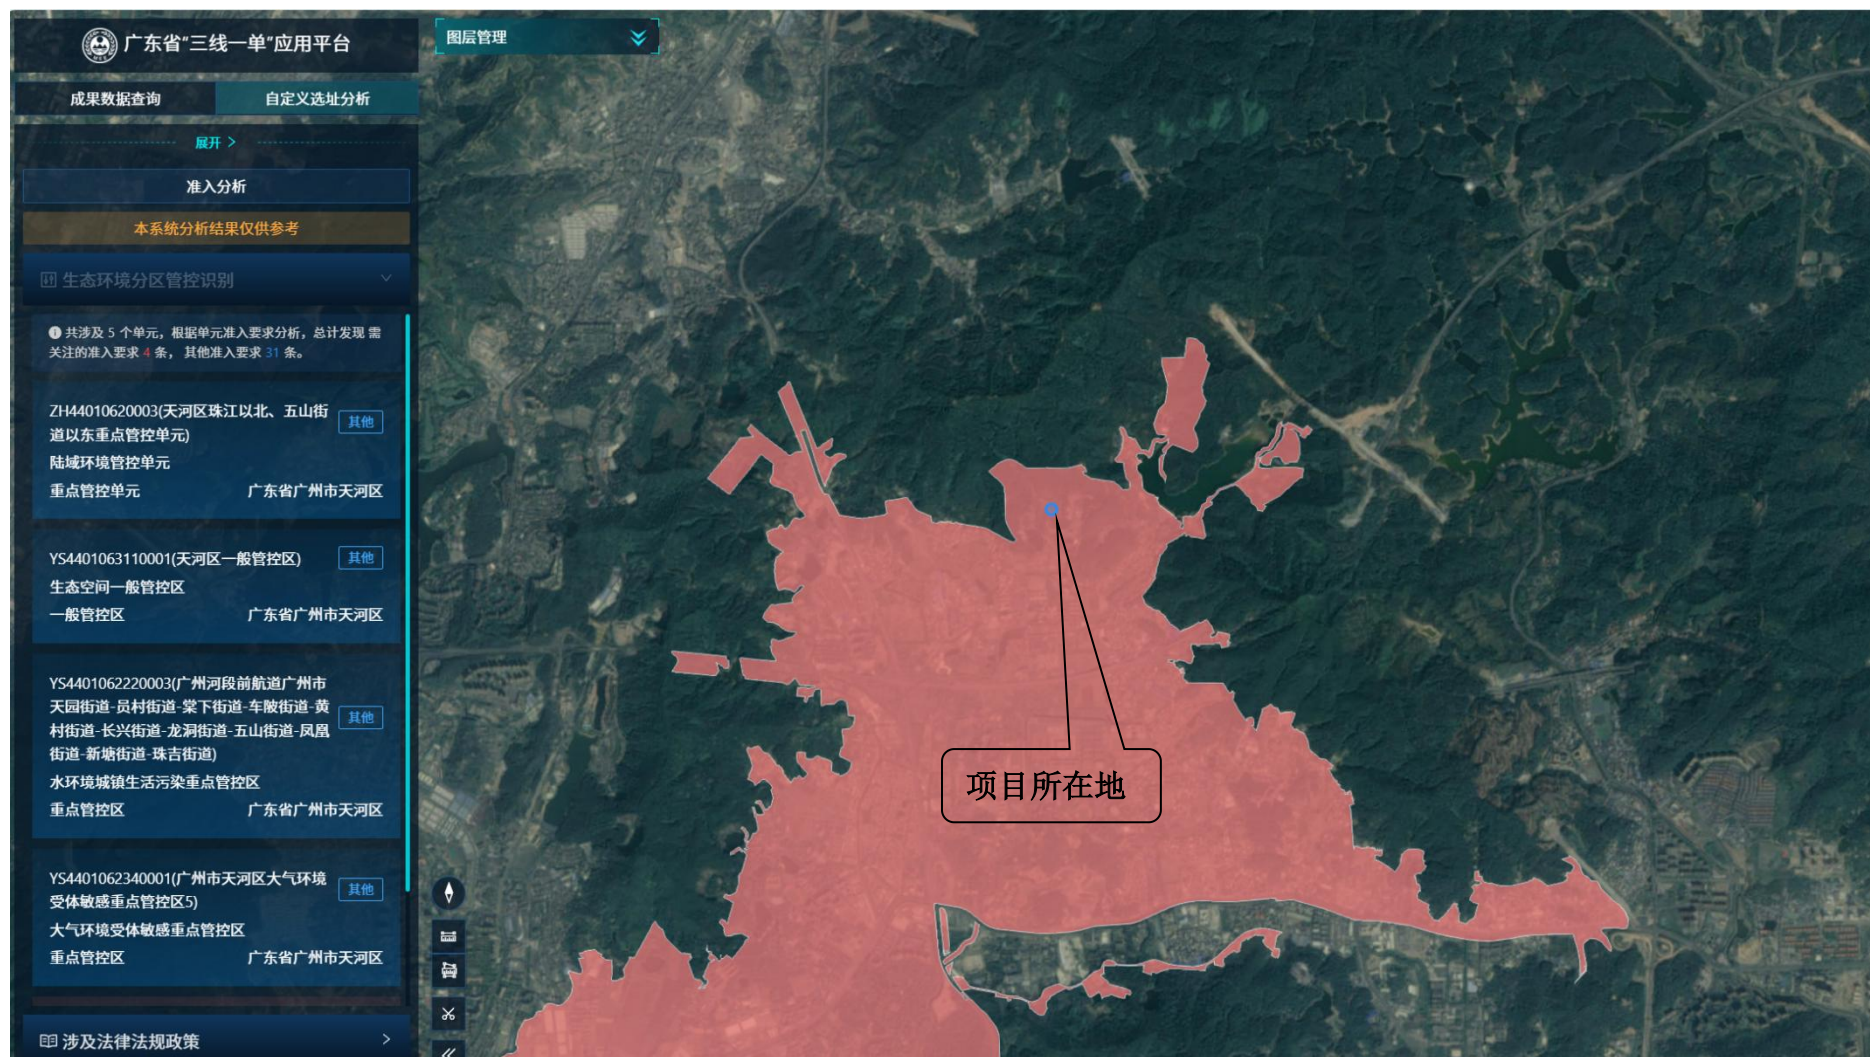 广东省"三线一单"应用平台
成果数据查询
自定义选址分析
展开 >
准入分析
本系统分析结果仅供参考
生态环境分区管控识别
共涉及 5 个单元，根据单元准入要求分析，总计发现 需
关注的准入要求 4 条， 其他准入要求 31 条。
ZH44010620003(天河区珠江以北、五山街
道以东重点管控单元)
其他
陆域环境管控单元
重点管控单元
广东省广州市天河区
YS4401063110001(天河区一般管控区)
其他
生态空间一般管控区
一般管控区
广东省广州市天河区
YS4401062220003(广州河段前航道广州市
天园街道-员村街道-棠下街道-车陂街道-黄
村街道-长兴街道-龙洞街道-五山街道-凤凰
街道-新塘街道-珠吉街道)
其他
水环境城镇生活污染重点管控区
重点管控区
广东省广州市天河区
YS4401062340001(广州市天河区大气环境
受体敏感重点管控区5)
其他
大气环境受体敏感重点管控区
重点管控区
广东省广州市天河区
涉及法律法规政策
图层管理
项目所在地